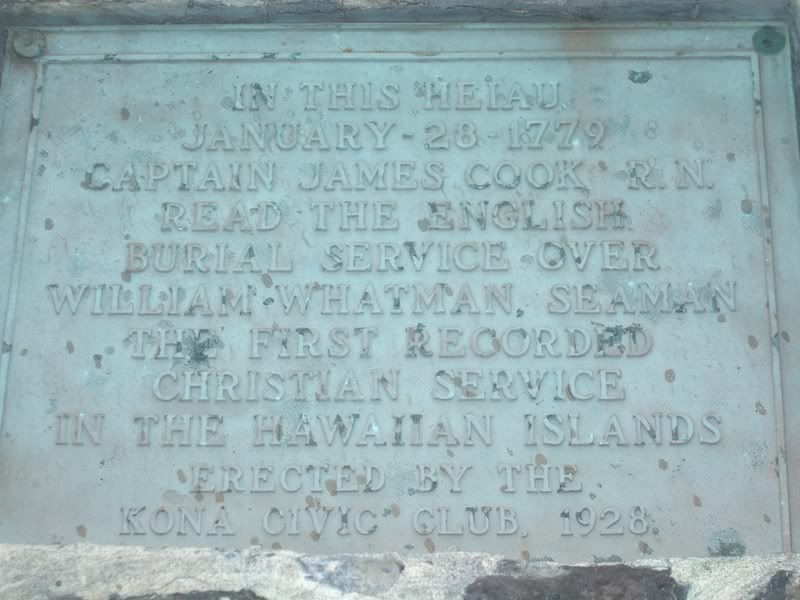 IN THIS HEIAU,
JANUARY-28-1779
CAPTAIN JAMES COOK, R.N.
READ THE ENGLISH
BURIAL SERVICE OVER
WILLIAM WHATMAN, SEAMAN
THE FIRST RECORDED
CHRISTIAN SERVICE
IN THE HAWAIIAN ISLANDS
ERECTED BY THE
KONA CIVIC CLUB, 1928.